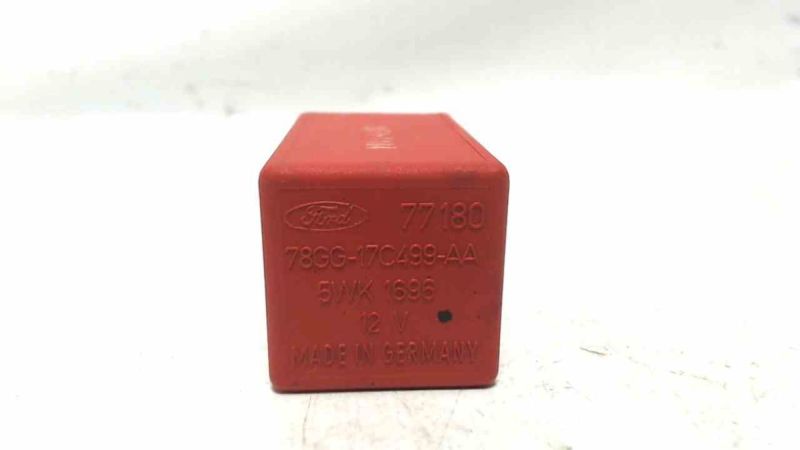 Ford 77180
78GG-17C499-AA
5WK 1696
12 V
MADE IN GERMANY